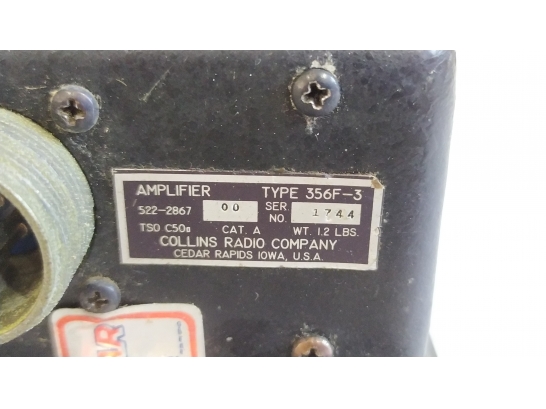 AMPLIFIER TYPE 356F-3
522-2867 00 SER. NO. 1744
TSO C50B CAT. A WT. 1.2 LBS.
COLLINS RADIO COMPANY
CEDAR RAPIDS IOWA, U.S.A.